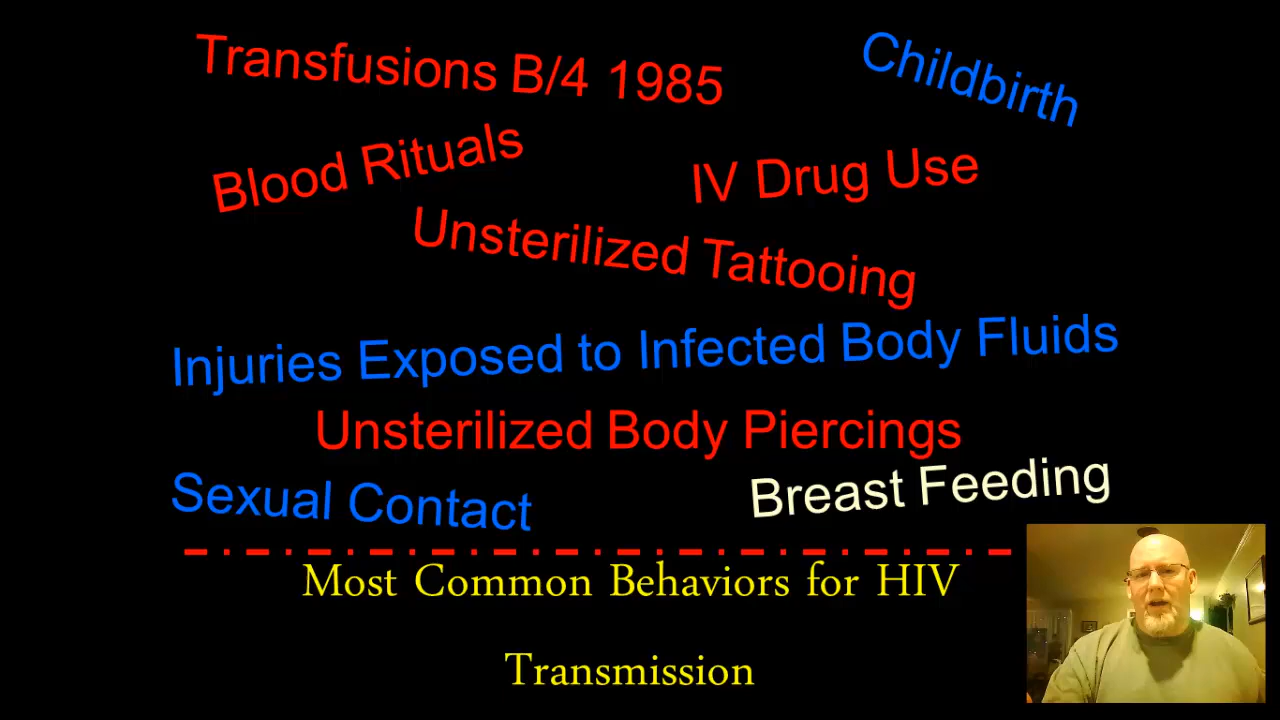 Transfusions B/4 1985
Childbirth
Blood Rituals
IV Drug Use
Unsterilized Tattooing
Injuries Exposed to Infected Body Fluids
Unsterilized Body Piercings
Sexual Contact
Breast Feeding
Most Common Behaviors for HIV
Transmission